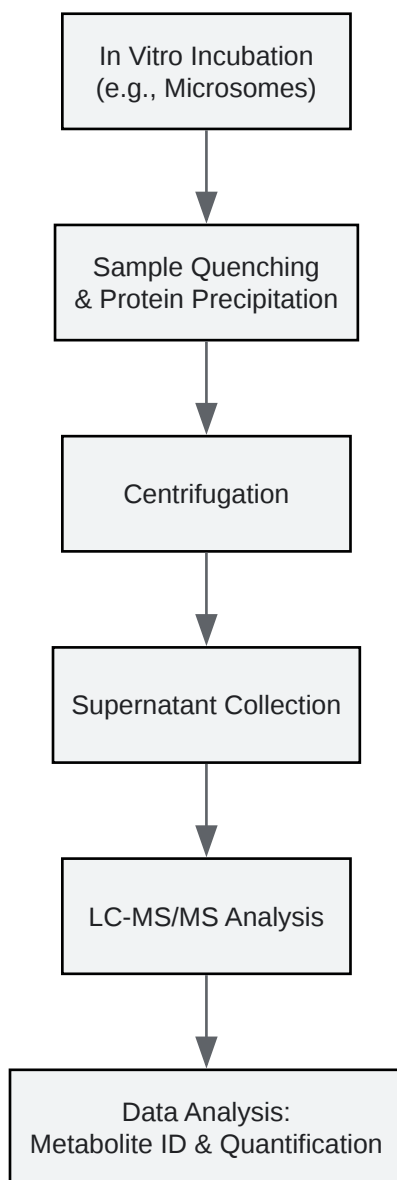 In Vitro Incubation
(e.g., Microsomes)
Sample Quenching
& Protein Precipitation
Centrifugation
Supernatant Collection
LC-MS/MS Analysis
Data Analysis:
Metabolite ID & Quantification